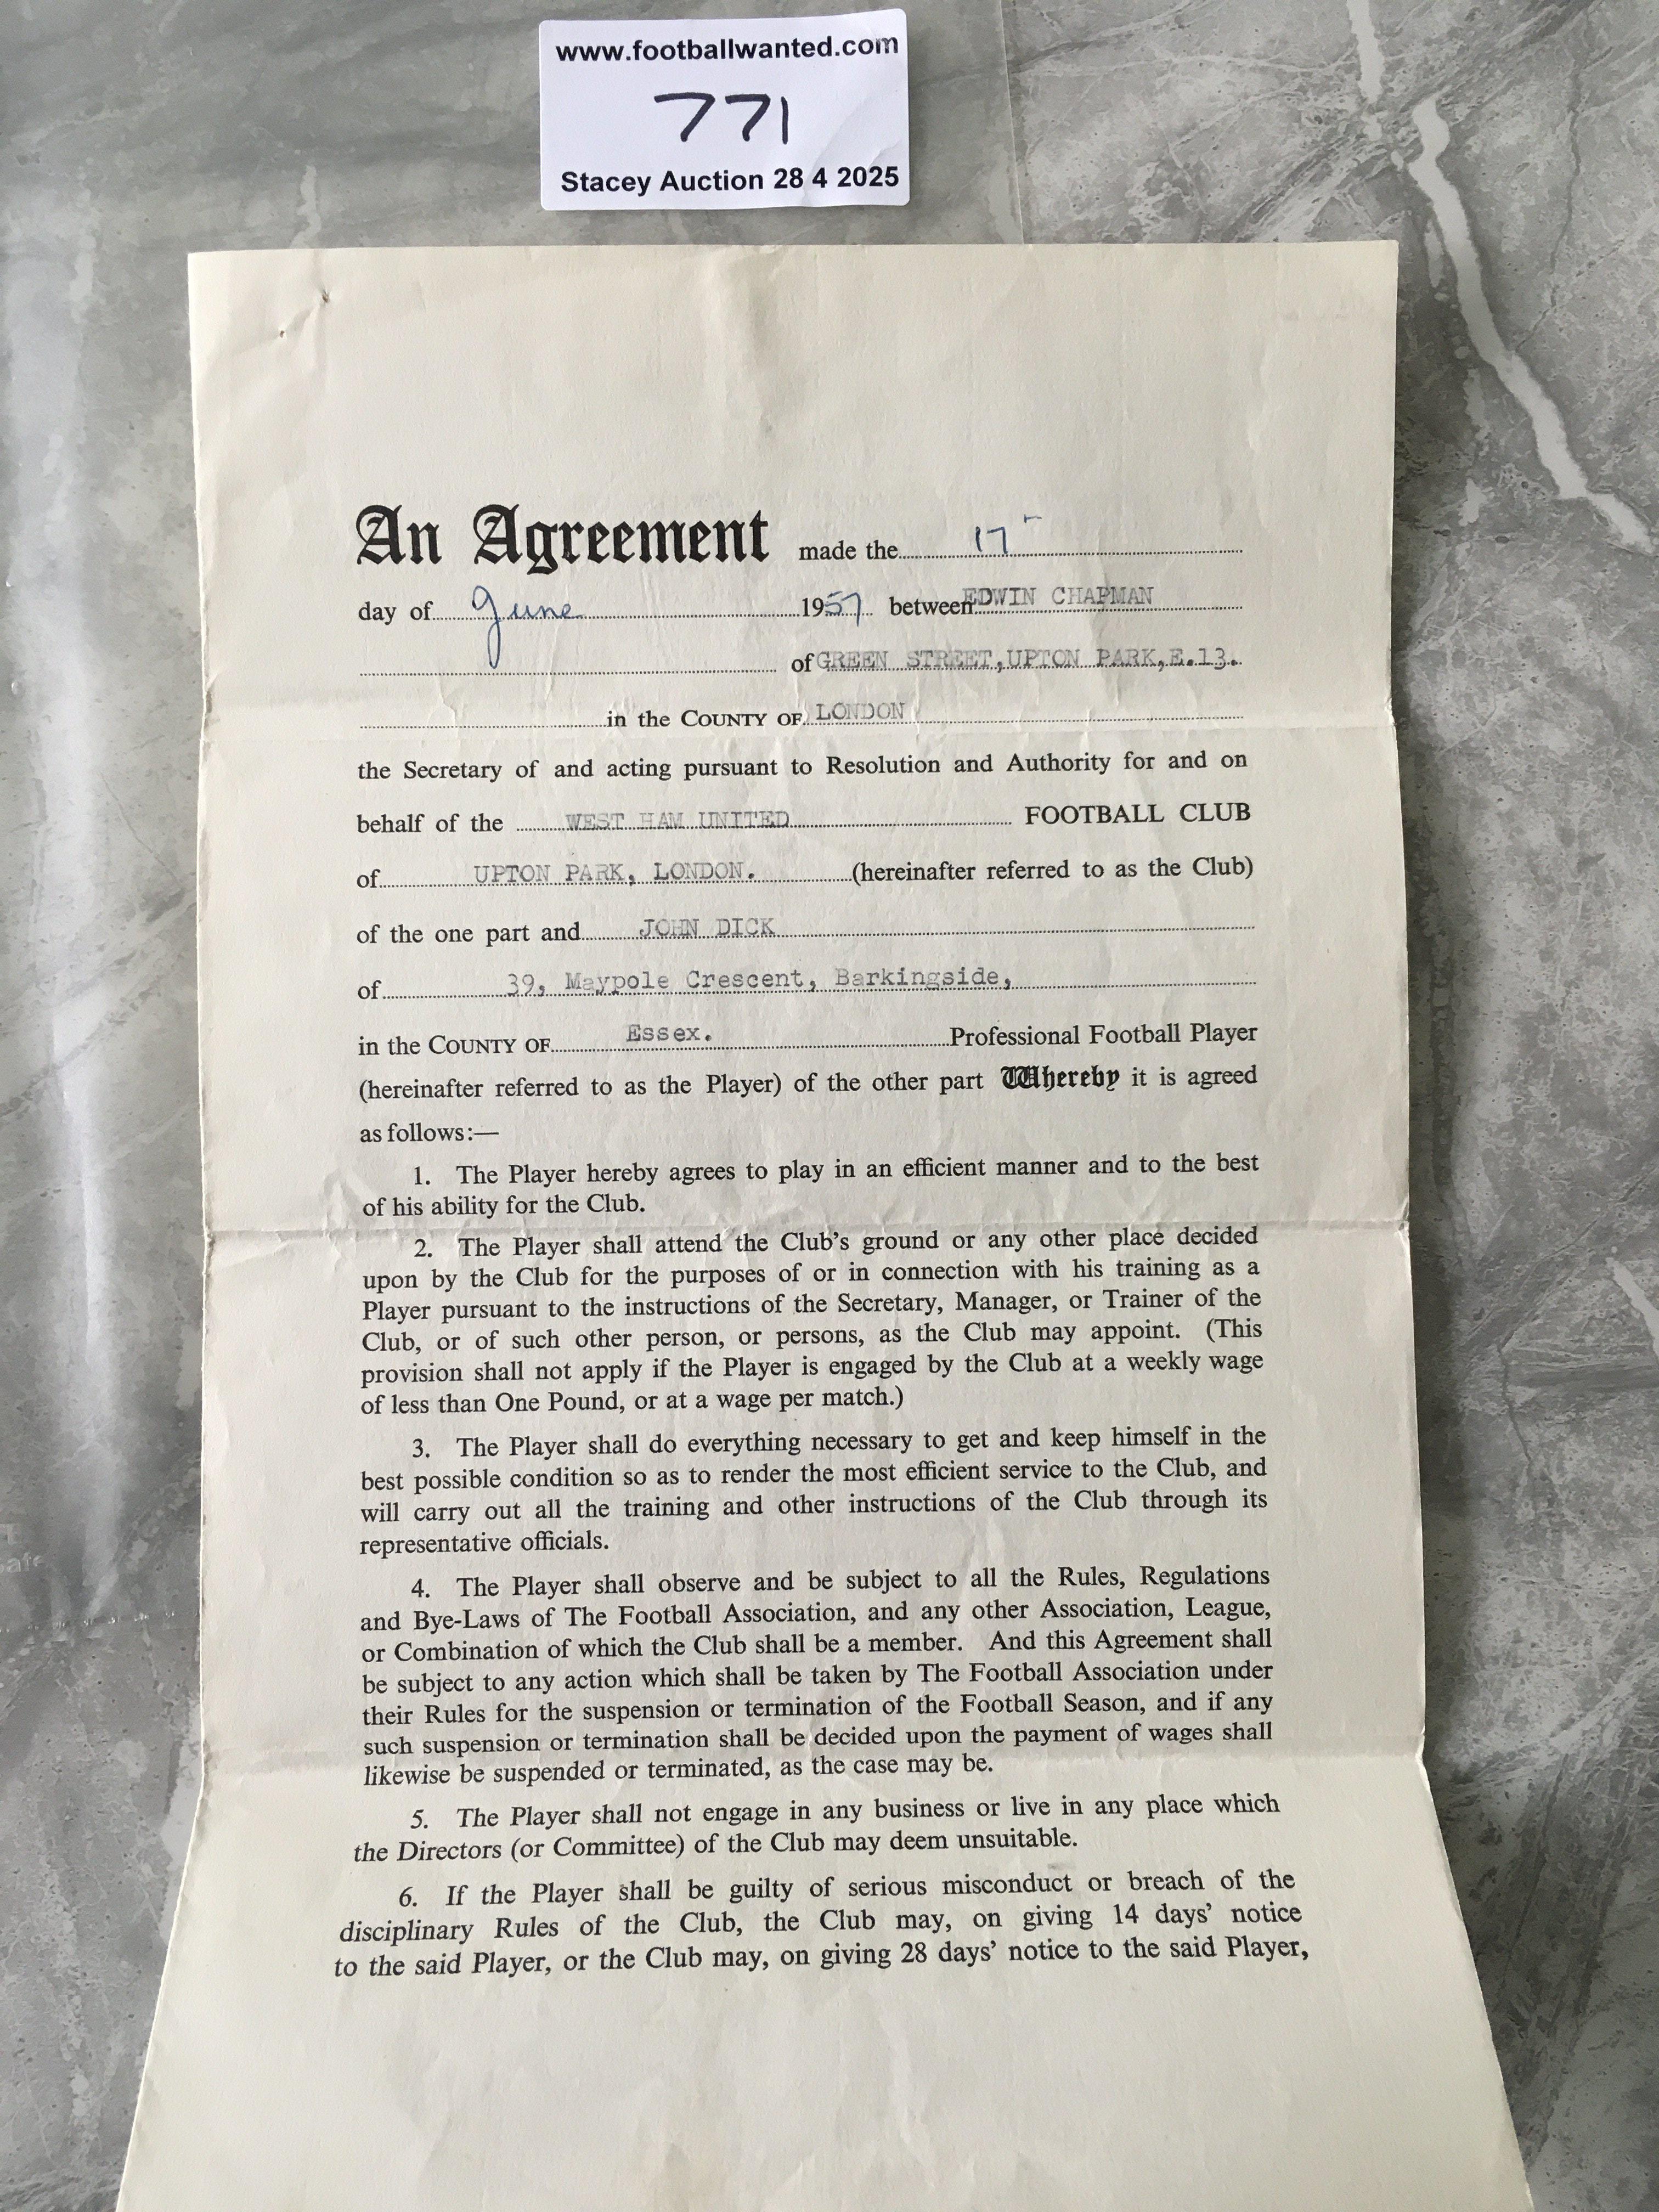 www.footballwanted.com
771
Stacey Auction 28 4 2025
An Agreement made the 17
day of June 1957 between EDWIN CHAPMAN
of GREEN STREET, UPTON PARK, E.13.
in the COUNTY OF LONDON
the Secretary of and acting pursuant to Resolution and Authority for and on
behalf of the WEST HAM UNITED FOOTBALL CLUB
of UPTON PARK, LONDON. (hereinafter referred to as the Club)
of the one part and JOHN DICK
of 39, Maypole Crescent, Barkingside,
in the COUNTY OF Essex. Professional Football Player
(hereinafter referred to as the Player) of the other part Whereby it is agreed
as follows:—
1. The Player hereby agrees to play in an efficient manner and to the best
of his ability for the Club.
2. The Player shall attend the Club's ground or any other place decided
upon by the Club for the purposes of or in connection with his training as a
Player pursuant to the instructions of the Secretary, Manager, or Trainer of the
Club, or of such other person, or persons, as the Club may appoint. (This
provision shall not apply if the Player is engaged by the Club at a weekly wage
of less than One Pound, or at a wage per match.)
3. The Player shall do everything necessary to get and keep himself in the
best possible condition so as to render the most efficient service to the Club, and
will carry out all the training and other instructions of the Club through its
representative officials.
4. The Player shall observe and be subject to all the Rules, Regulations
and Bye-Laws of The Football Association, and any other Association, League,
or Combination of which the Club shall be a member. And this Agreement shall
be subject to any action which shall be taken by The Football Association under
their Rules for the suspension or termination of the Football Season, and if any
such suspension or termination shall be decided upon the payment of wages shall
likewise be suspended or terminated, as the case may be.
5. The Player shall not engage in any business or live in any place which
the Directors (or Committee) of the Club may deem unsuitable.
6. If the Player shall be guilty of serious misconduct or breach of the
disciplinary Rules of the Club, the Club may, on giving 14 days' notice
to the said Player, or the Club may, on giving 28 days' notice to the said Player,